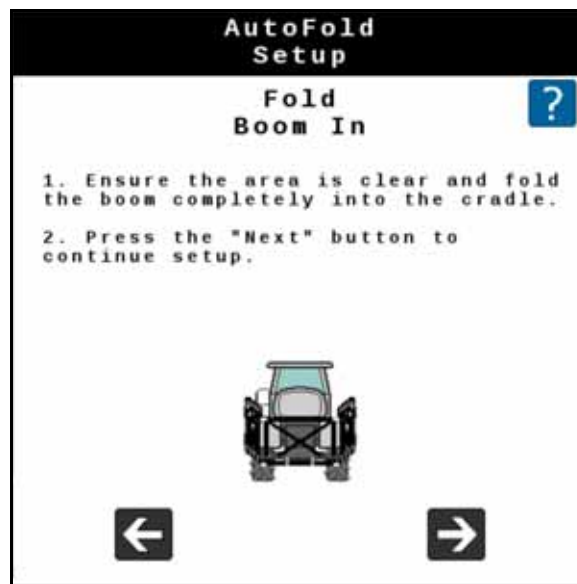 AutoFold
Setup
Fold
Boom In
?
1. Ensure the area is clear and fold
the boom completely into the cradle.
2. Press the "Next" button to
continue setup.